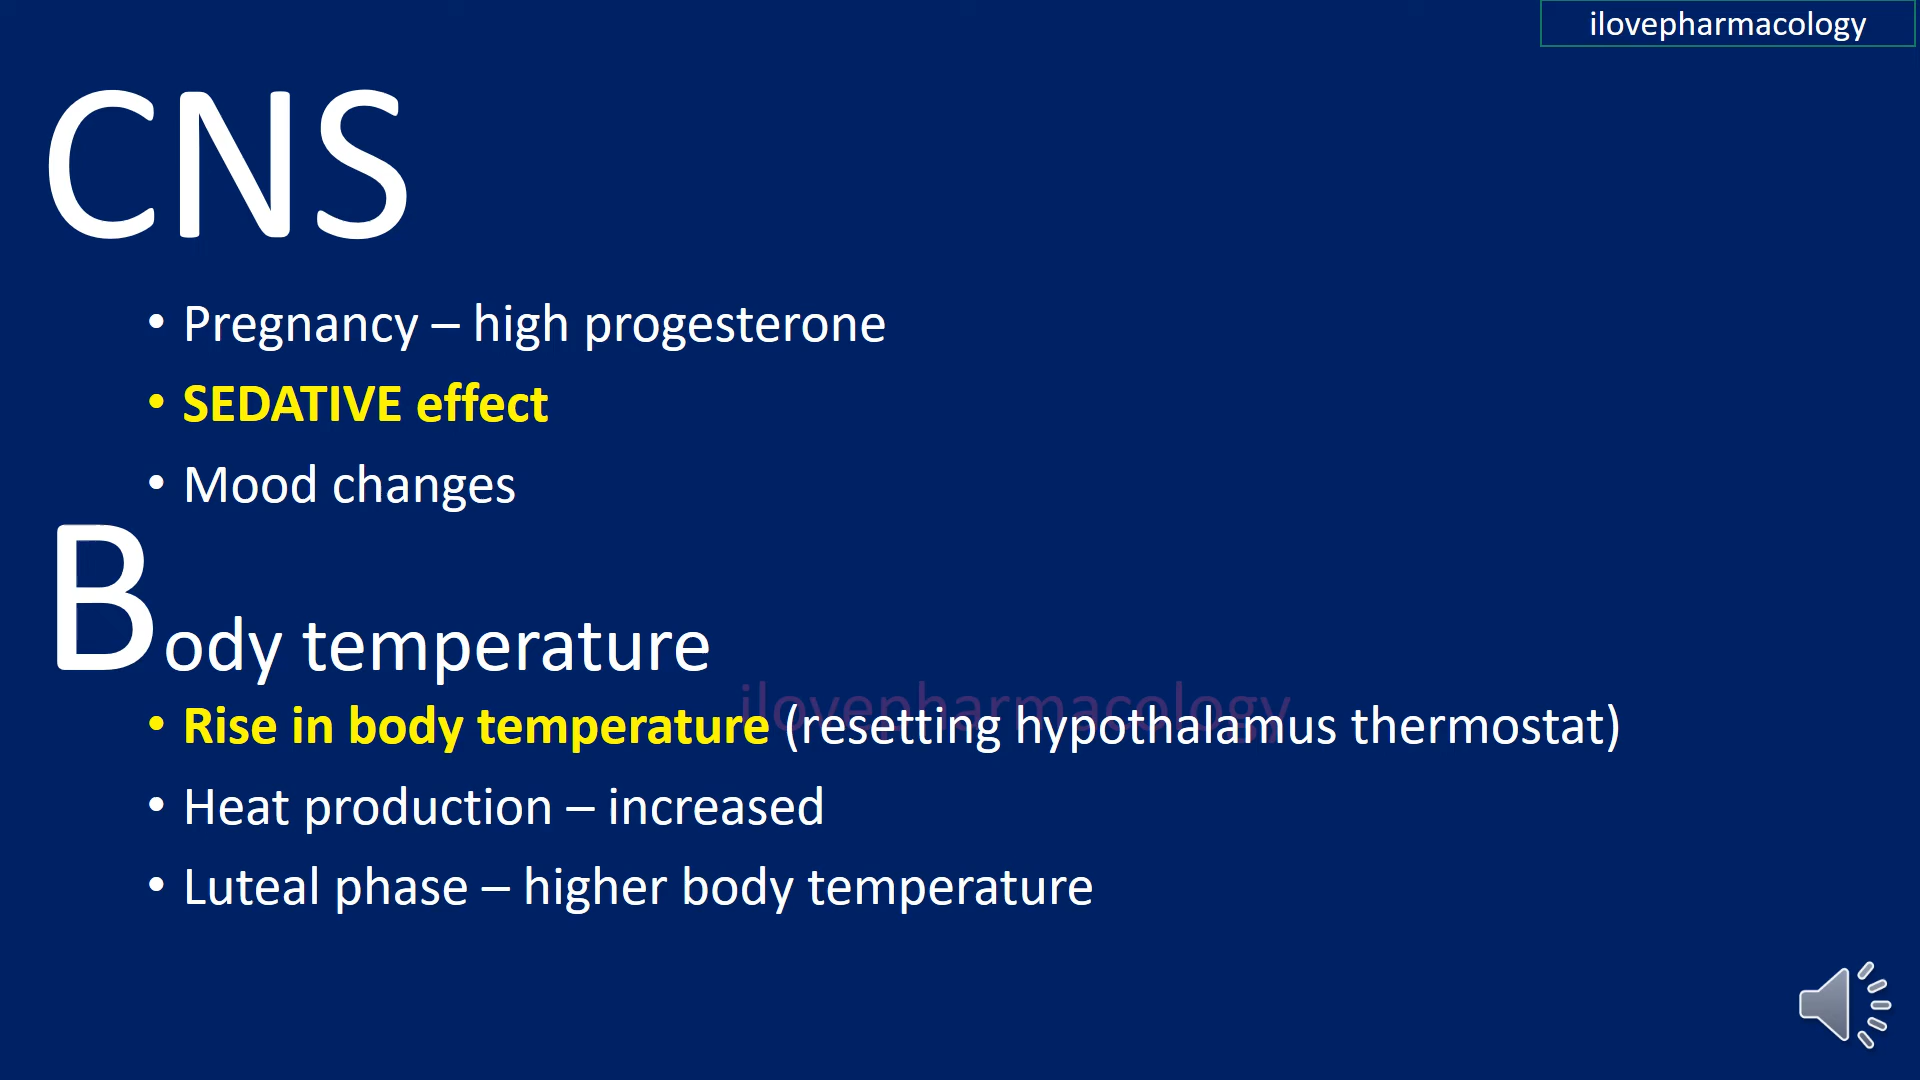 ilovepharmacology
CNS
• Pregnancy – high progesterone
• SEDATIVE effect
• Mood changes
Body temperature
ilovepharmacology
• Rise in body temperature (resetting hypothalamus thermostat)
• Heat production – increased
• Luteal phase – higher body temperature